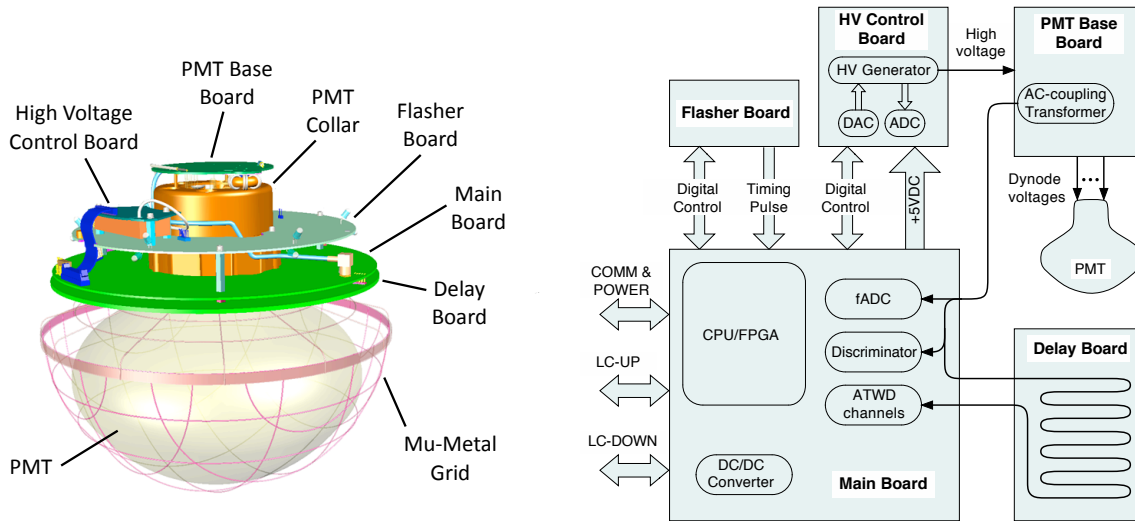 PMT Base
Board
PMT
Collar
High Voltage
Control Board
Flasher
Board
Main
Board
Delay
Board
Mu-Metal
Grid
PMT
HV Control
Board
HV Generator
DAC
ADC
High
voltage
PMT Base
Board
AC-coupling
Transformer
Flasher Board
Digital
Control
Timing
Pulse
Digital
Control
+5VDC
Dynode
voltages
...
PMT
COMM &
POWER
LC-UP
LC-DOWN
CPU/FPGA
fADC
Discriminator
ATWD
channels
DC/DC
Converter
Main Board
Delay Board